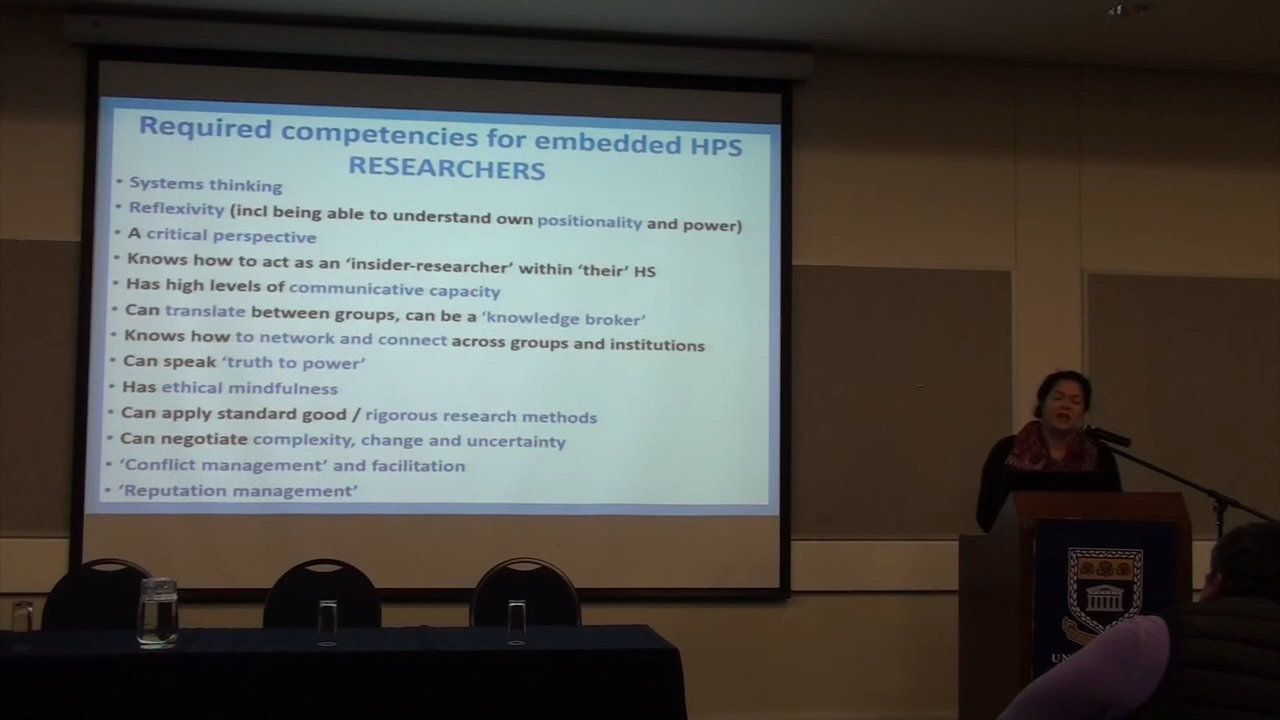 Required competencies for embedded HPS
RESEARCHERS
• Systems thinking
• Reflexivity (incl being able to understand own positionality and power)
• A critical perspective
• Knows how to act as an ‘insider-researcher’ within ‘their’ HS
• Has high levels of communicative capacity
• Can translate between groups, can be a ‘knowledge broker’
• Knows how to network and connect across groups and institutions
• Can speak ‘truth to power’
• Has ethical mindfulness
• Can apply standard good / rigorous research methods
• Can negotiate complexity, change and uncertainty
• ‘Conflict management’ and facilitation
• ‘Reputation management’